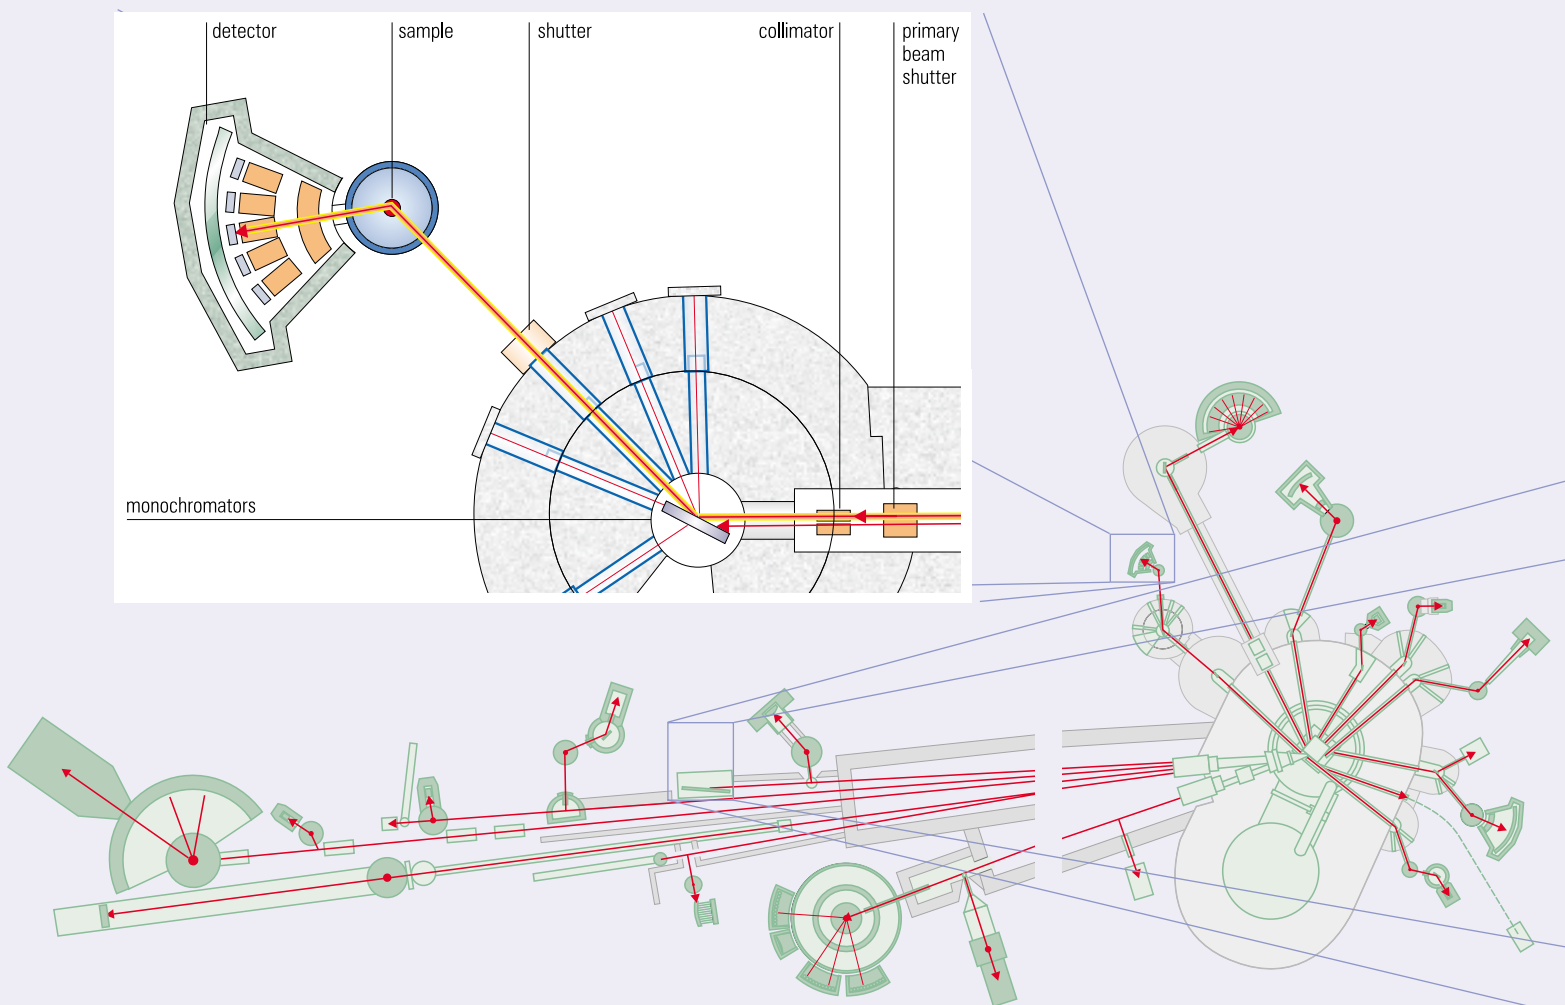 detector
sample
shutter
collimator
primary
beam
shutter
monochromators